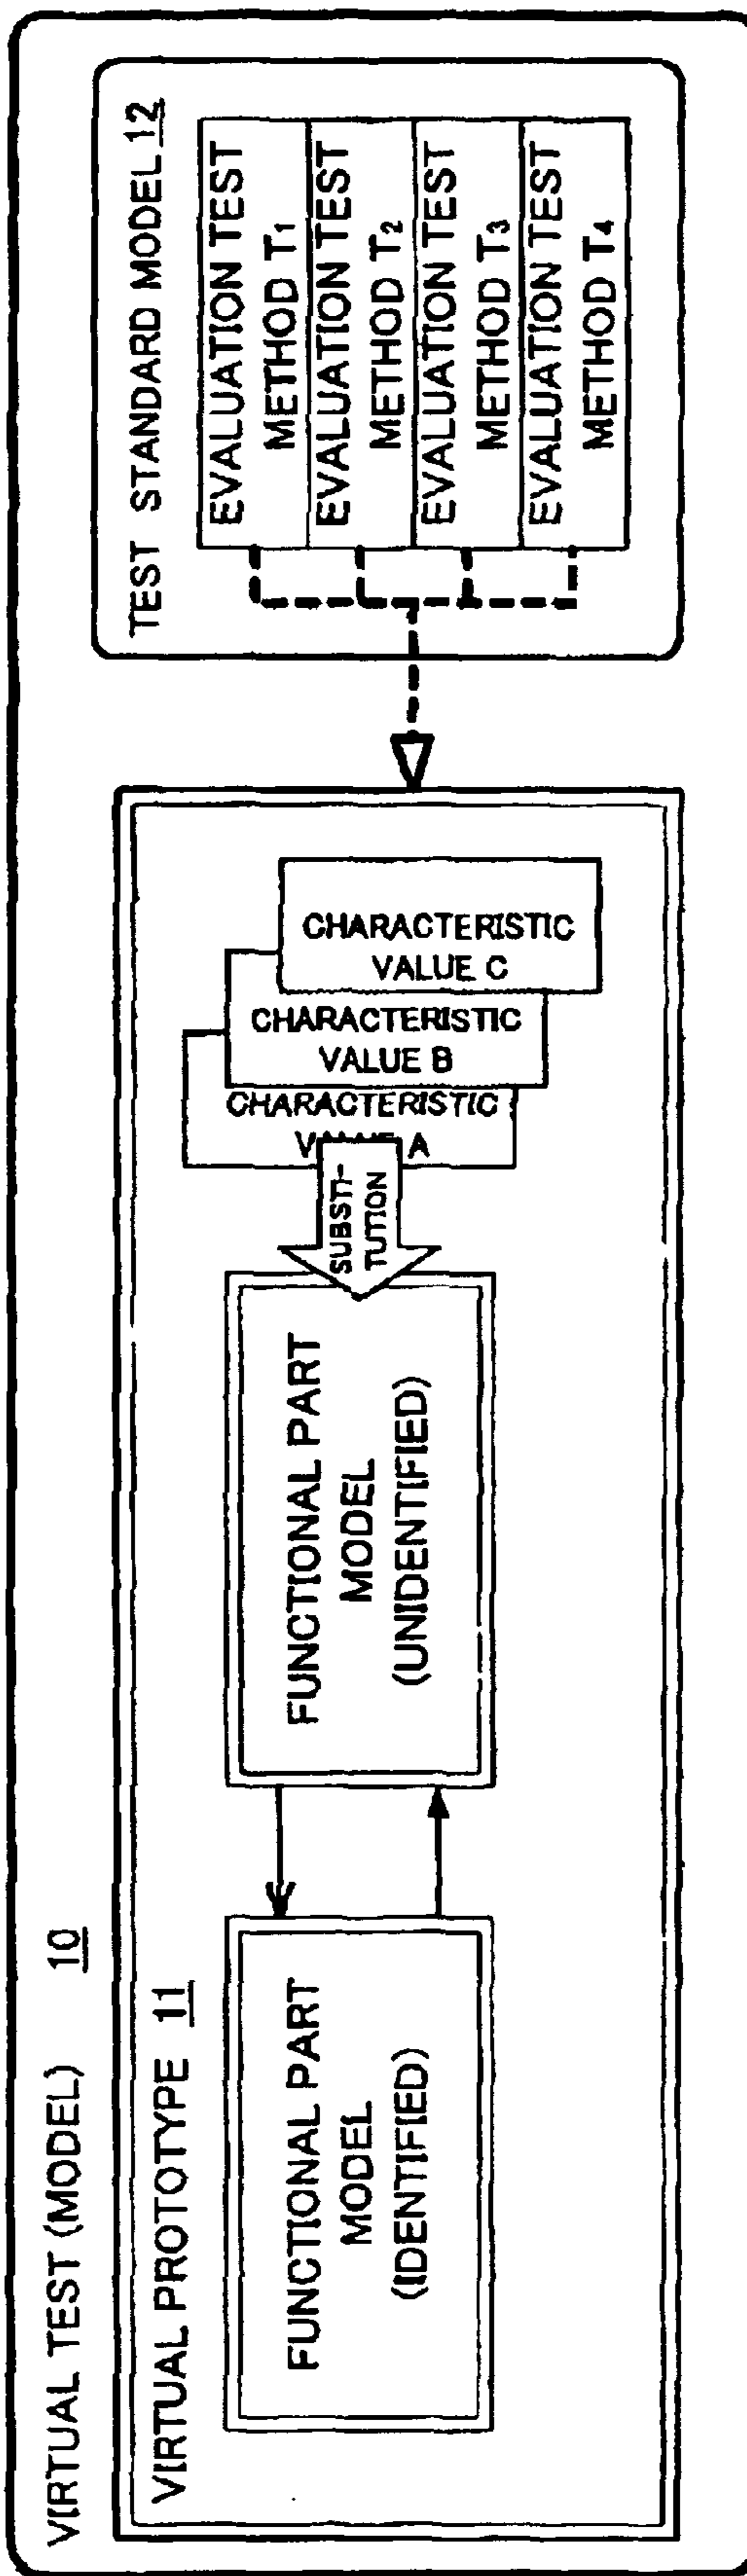 VIRTUAL TEST (MODEL) 10
VIRTUAL PROTOTYPE 11
FUNCTIONAL PART
MODEL
(IDENTIFIED)
FUNCTIONAL PART
MODEL
(UNIDENTIFIED)
SUBSTI-
TUTION
CHARACTERISTIC
VALUE A
CHARACTERISTIC
VALUE B
CHARACTERISTIC
VALUE C
TEST STANDARD MODEL 12
EVALUATION TEST
METHOD T1
EVALUATION TEST
METHOD T2
EVALUATION TEST
METHOD T3
EVALUATION TEST
METHOD T4